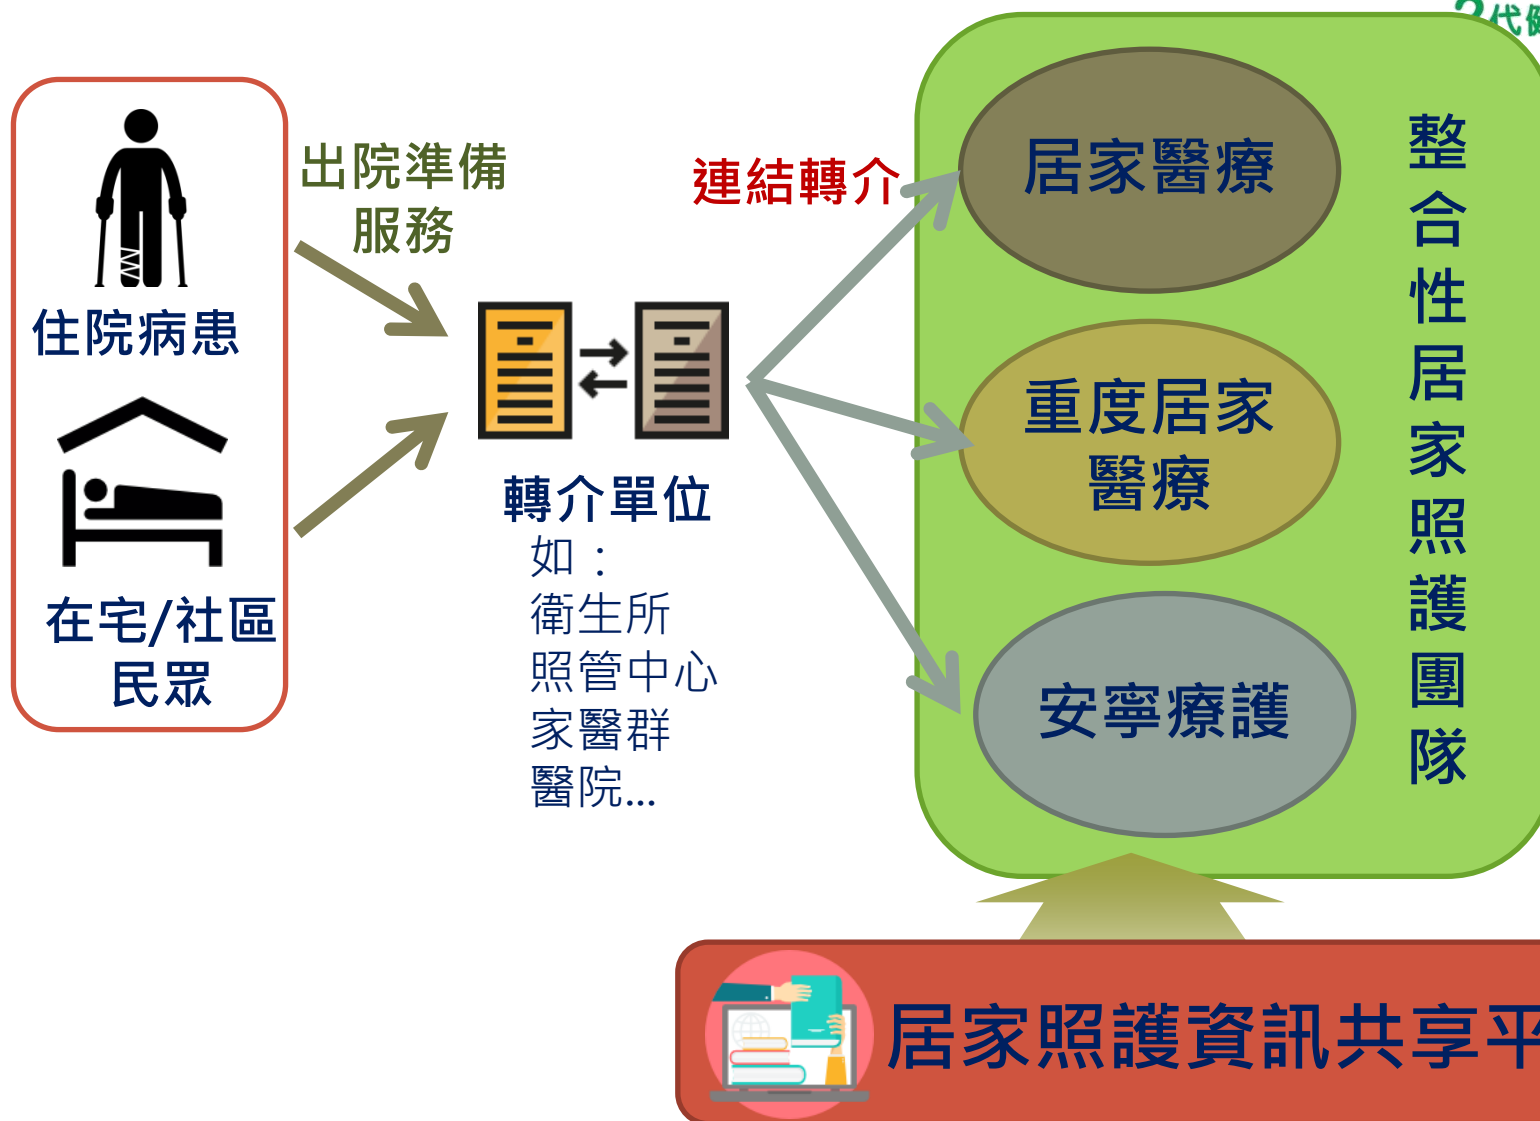 住院病患
在宅/社區
民眾
出院準備
服務
轉介單位
如：
衛生所
照管中心
家醫群
醫院...
連結轉介
居家醫療
重度居家
醫療
安寧療護
整合性居家照護團隊
居家照護資訊共享平
代健